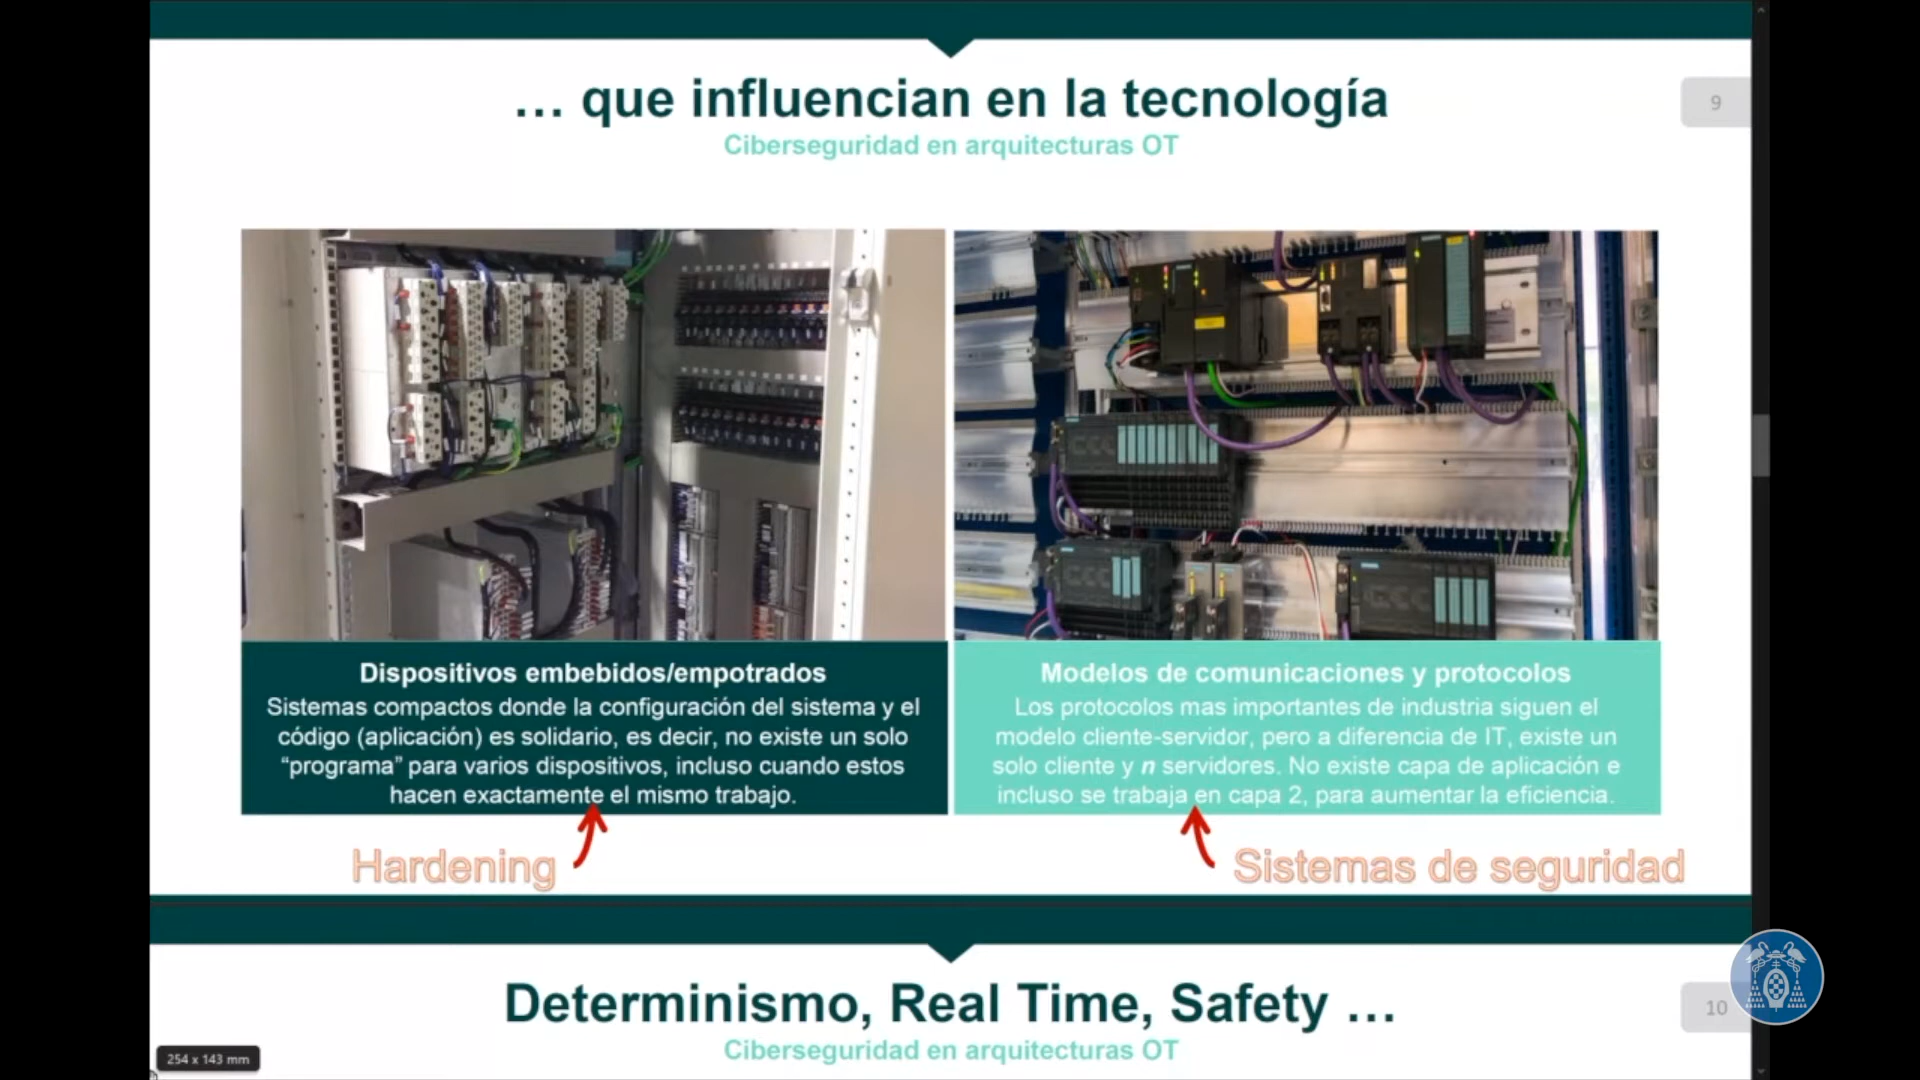 ... que influencian en la tecnología
9
Ciberseguridad en arquitecturas OT
Dispositivos embebidos/empotrados
Sistemas compactos donde la configuración del sistema y el
código (aplicación) es solidario, es decir, no existe un solo
“programa” para varios dispositivos, incluso cuando estos
hacen exactamente el mismo trabajo.
Modelos de comunicaciones y protocolos
Los protocolos mas importantes de industria siguen el
modelo cliente-servidor, pero a diferencia de IT, existe un
solo cliente y n servidores. No existe capa de aplicación e
incluso se trabaja en capa 2, para aumentar la eficiencia.
Hardening
Sistemas de seguridad
Determinismo, Real Time, Safety ...
10
Ciberseguridad en arquitecturas OT
254 x 143 mm